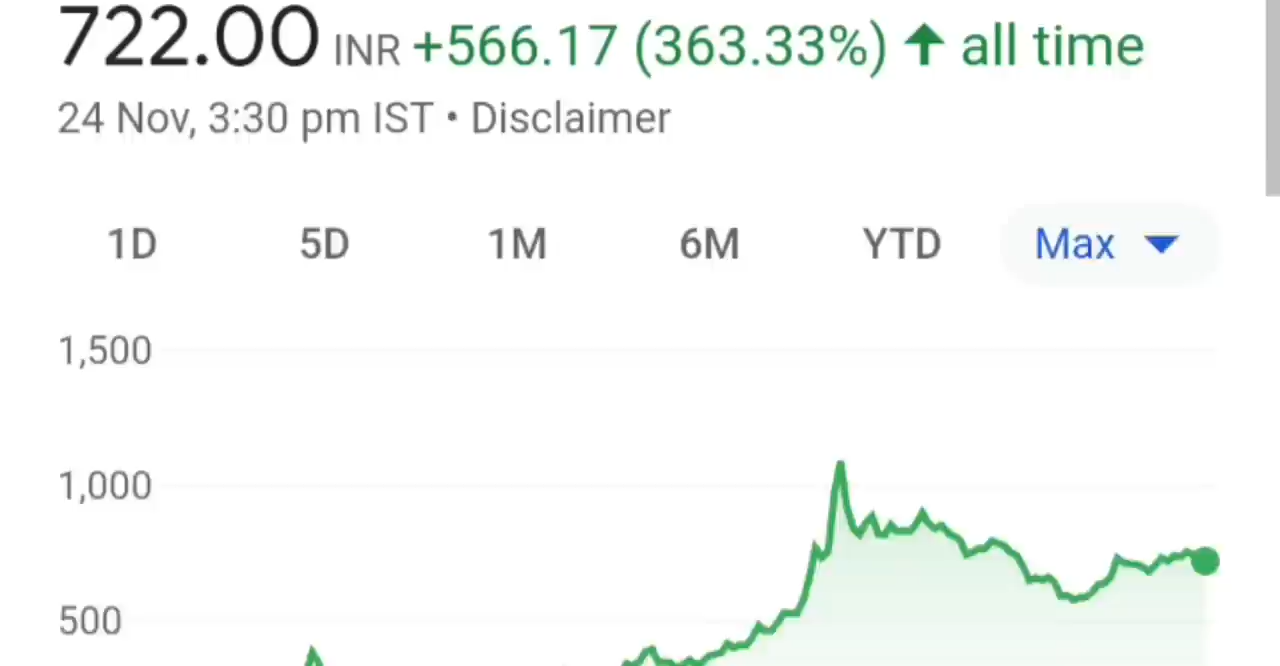 722.00 INR +566.17 (363.33%) ↑ all time
24 Nov, 3:30 pm IST • Disclaimer
1D 5D 1M 6M YTD Max
1,500
1,000
500